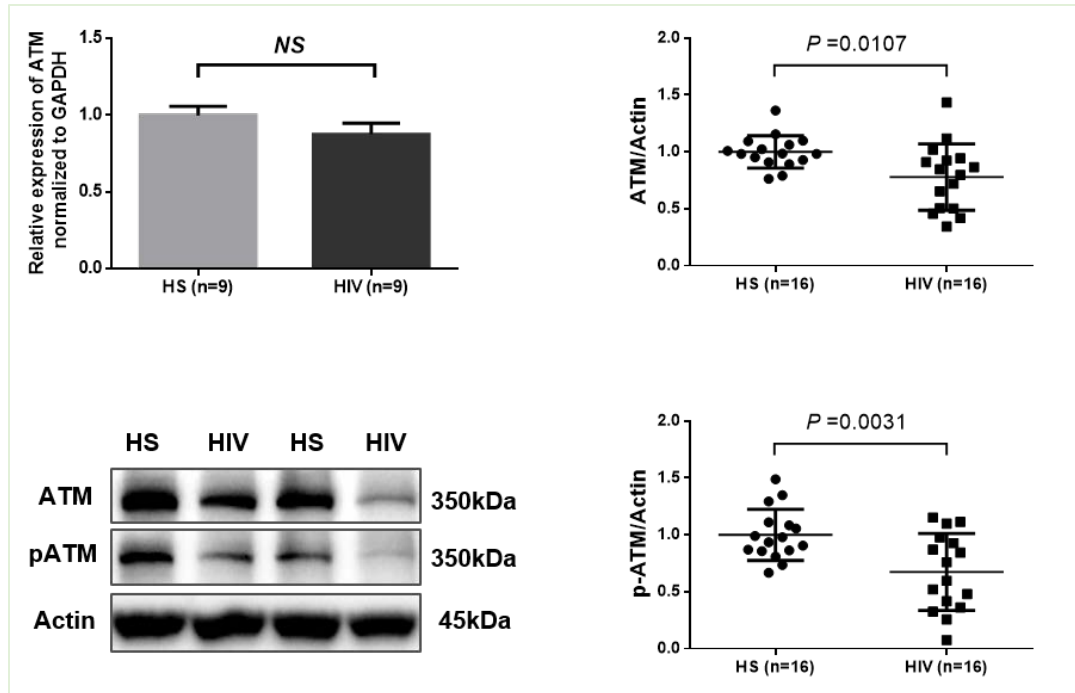 Relative expression of ATM
normalized to GAPDH
1.5
1.0
0.5
0.0
NS
HS (n=9)
HIV (n=9)
ATM/Actin
2.0
1.5
1.0
0.5
0.0
P =0.0107
HS (n=16)
HIV (n=16)
HS HIV HS HIV
ATM 350kDa
pATM 350kDa
Actin 45kDa
p-ATM/Actin
2.0
1.5
1.0
0.5
0.0
P =0.0031
HS (n=16)
HIV (n=16)